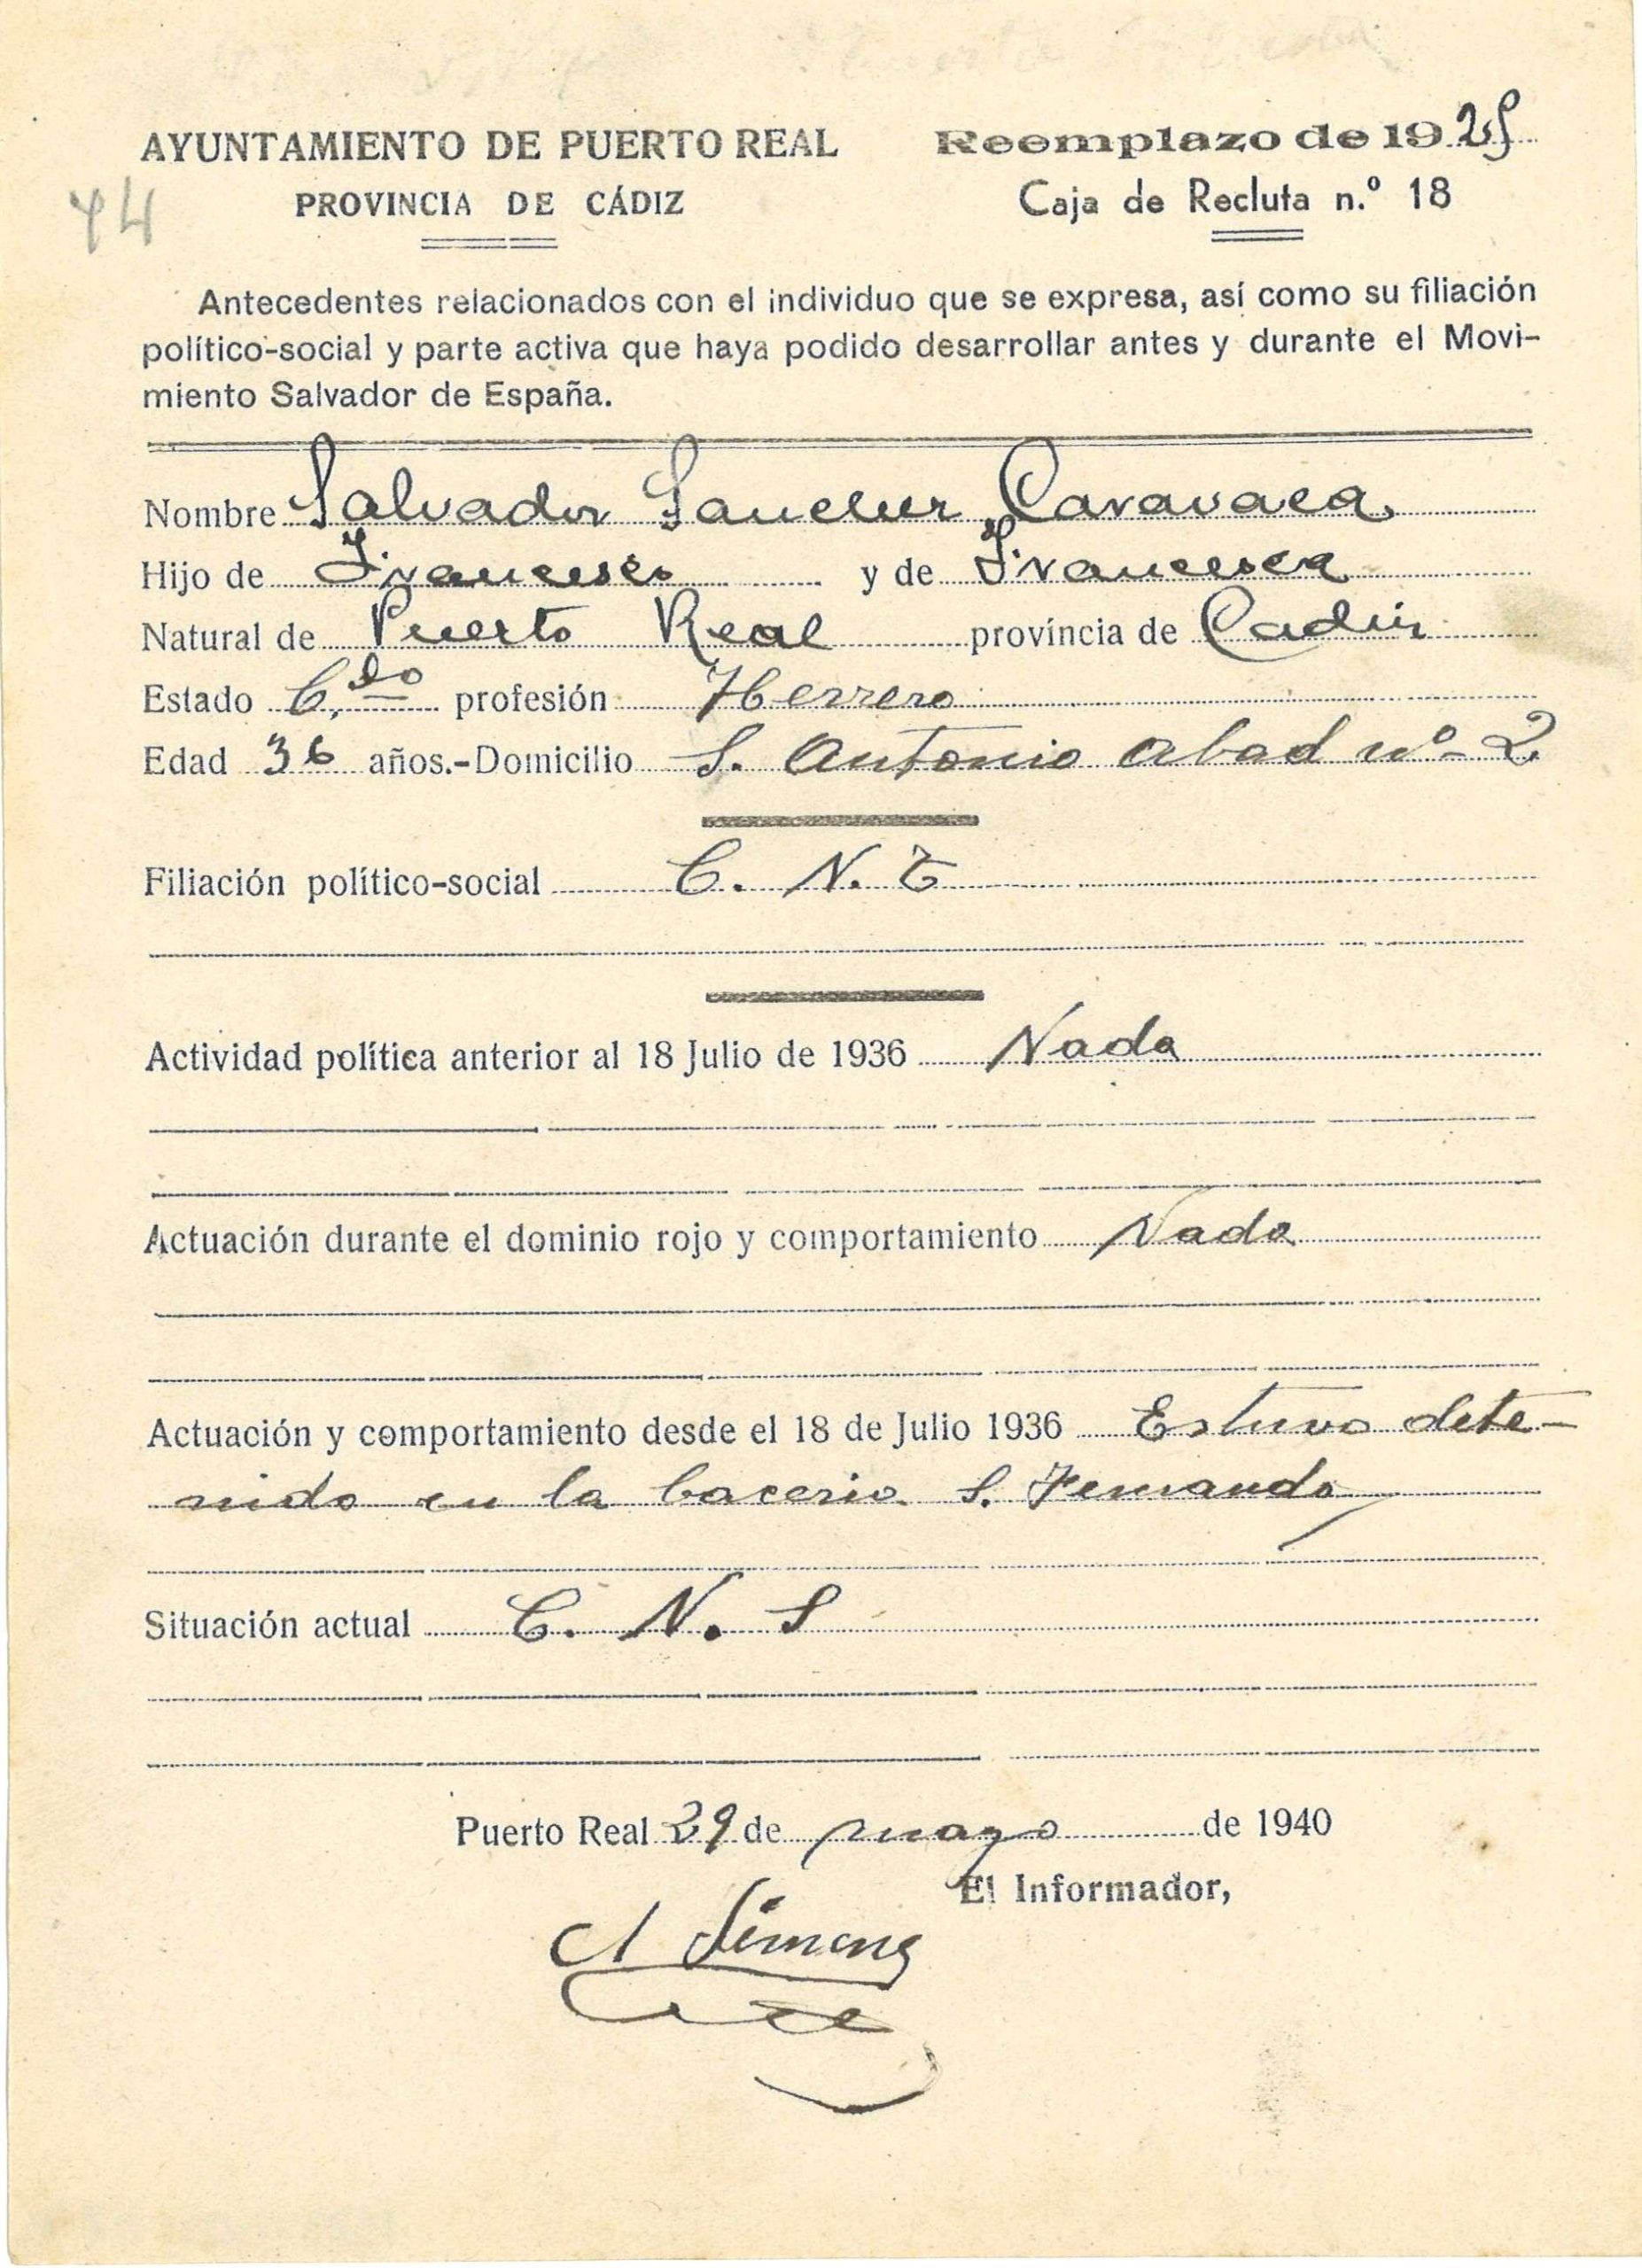 AYUNTAMIENTO DE PUERTO REAL
PROVINCIA DE CÁDIZ
Reemplazo de 1925
Caja de Recluta n.º 18
44
Antecedentes relacionados con el individuo que se expresa, así como su filiación
político-social y parte activa que haya podido desarrollar antes y durante el Movi-
miento Salvador de España.
Nombre Salvador Sanchez Caravaca
Hijo de Francisco y de Francisca
Natural de Puerto Real provincia de Cadiz
Estado C.do profesión Herrero
Edad 36 años.-Domicilio S. Antonio Abad nº 2
Filiación político-social C. N. T
Actividad política anterior al 18 Julio de 1936 Nada
Actuación durante el dominio rojo y comportamiento Nada
Actuación y comportamiento desde el 18 de Julio 1936 Estuvo dete-
nido en la S. Fernando
Situación actual C. N. S
Puerto Real 29 de mayo de 1940
El Informador,